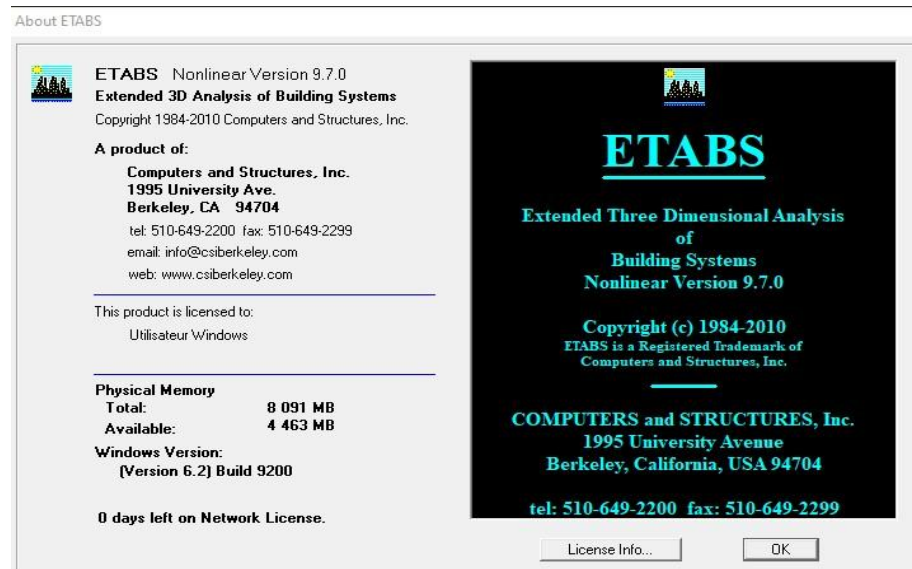 About ETABS
ETABS Nonlinear Version 9.7.0
Extended 3D Analysis of Building Systems
Copyright 1984-2010 Computers and Structures, Inc.
A product of:
Computers and Structures, Inc.
1995 University Ave.
Berkeley, CA 94704
tel: 510-649-2200 fax: 510-649-2299
email: info@csiberkeley.com
web: www.csiberkeley.com
This product is licensed to:
Utilisateur Windows
Physical Memory
Total: 8 091 MB
Available: 4 463 MB
Windows Version:
(Version 6.2) Build 9200
0 days left on Network License.
ETABS
Extended Three Dimensional Analysis
of
Building Systems
Nonlinear Version 9.7.0
Copyright (c) 1984-2010
ETABS is a Registered Trademark of
Computers and Structures, Inc.
COMPUTERS and STRUCTURES, Inc.
1995 University Avenue
Berkeley, California, USA 94704
tel: 510-649-2200 fax: 510-649-2299
License Info...
OK